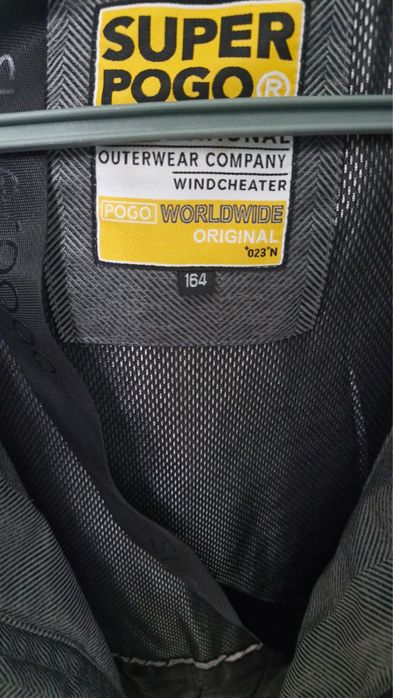 SUPER
POGO®
OUTERWEAR COMPANY
WINDCHEATER
POGO WORLDWIDE
ORIGINAL
+023°N
164